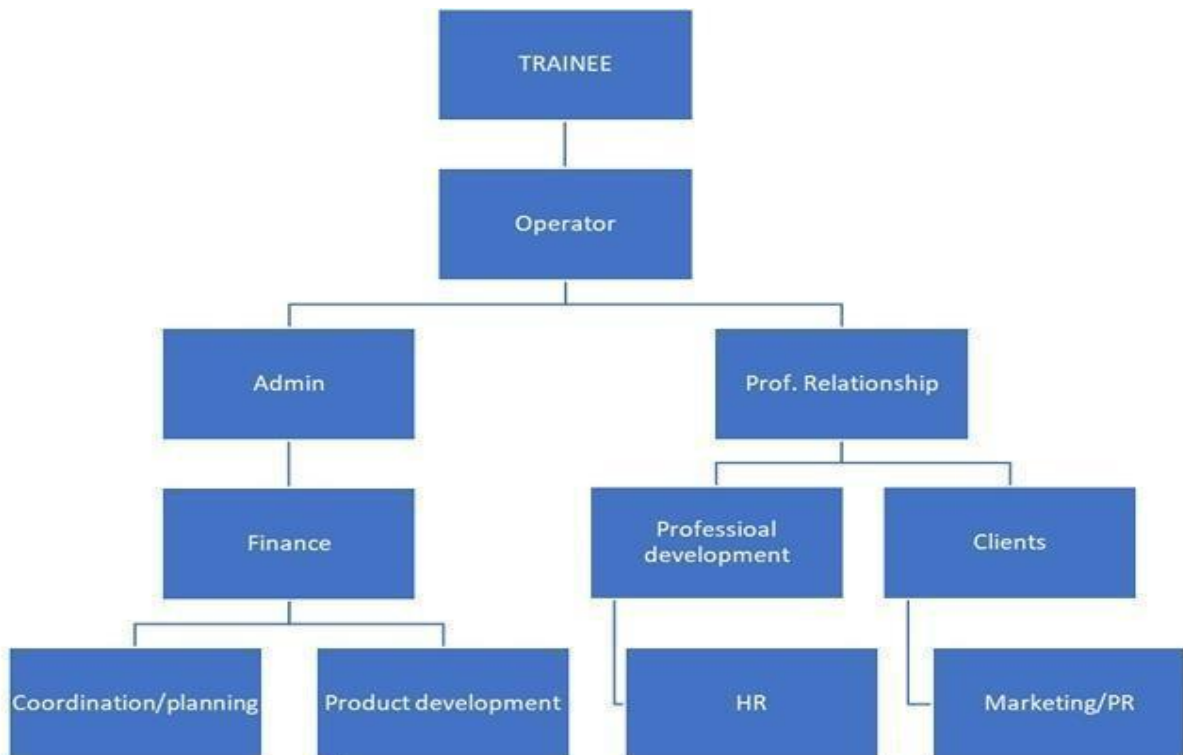 TRAINEE
Operator
Admin
Prof. Relationship
Finance
Professioal
development
Clients
Coordination/planning
Product development
HR
Marketing/PR